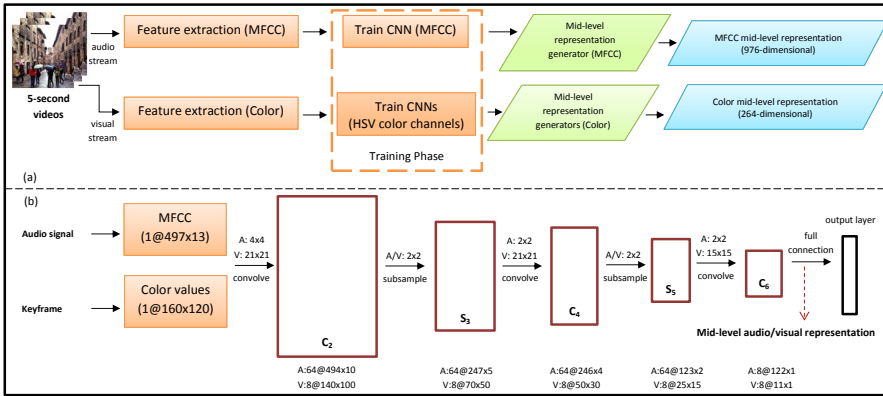 audio
stream
Feature extraction (MFCC)
Train CNN (MFCC)
Mid-level
representation
generator (MFCC)
MFCC mid-level representation
(976-dimensional)
5-second
videos
visual
stream
Feature extraction (Color)
Train CNNs
(HSV color channels)
Mid-level
representation
generators (Color)
Color mid-level representation
(264-dimensional)
Training Phase
(a)
(b)
Audio signal
MFCC
(1@497x13)
Keyframe
Color values
(1@160x120)
A: 4x4
V: 21x21
convolve
C2
A:64@494x10
V:8@140x100
A/V: 2x2
subsample
S3
A:64@247x5
V:8@70x50
A: 2x2
V: 21x21
convolve
C4
A:64@246x4
V:8@50x30
A/V: 2x2
subsample
S5
A:64@123x2
V:8@25x15
A: 2x2
V: 15x15
convolve
C6
A:8@122x1
V:8@11x1
full
connection
output layer
Mid-level audio/visual representation